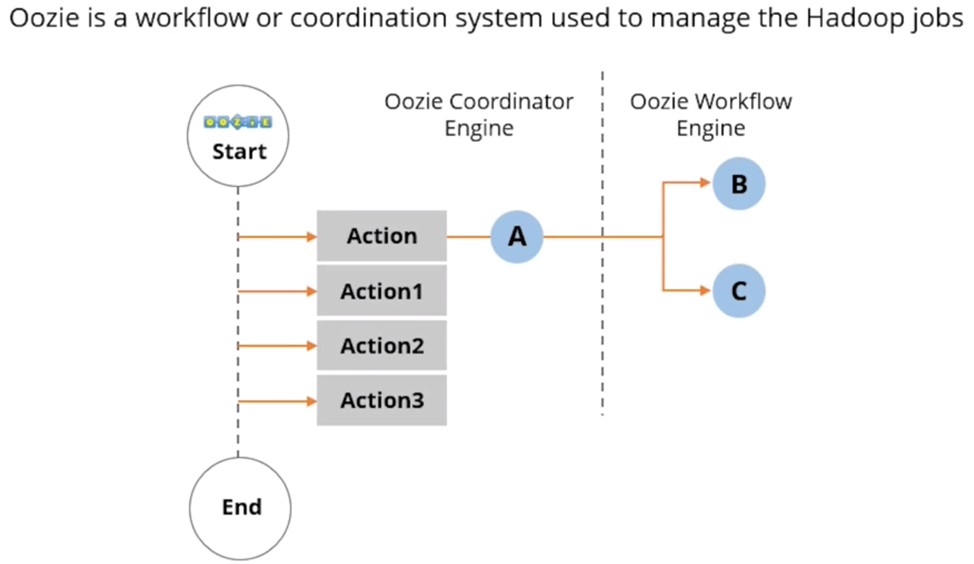 Oozie is a workflow or coordination system used to manage the Hadoop jobs
Oozie Coordinator
Engine
Oozie Workflow
Engine
OOZIE
Start
B
Action
A
Action1
C
Action2
Action3
End